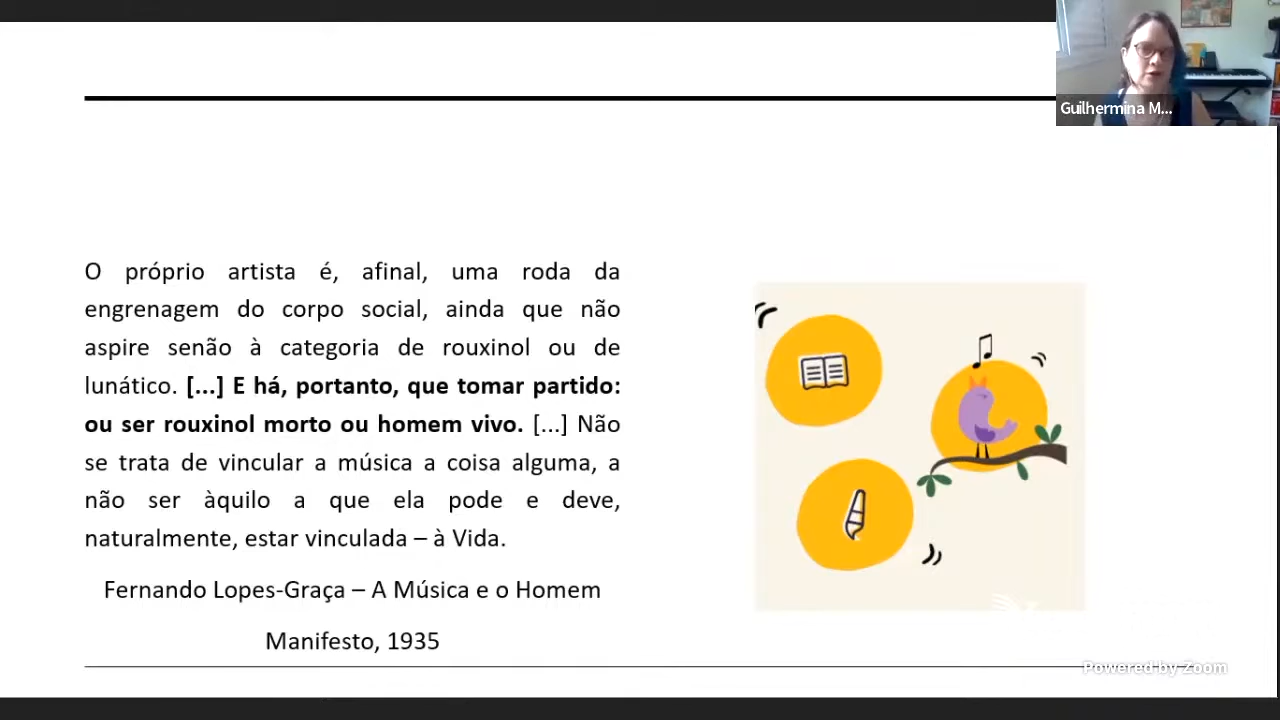 Guilhermina M...
O próprio artista é, afinal, uma roda da
engrenagem do corpo social, ainda que não
aspire senão à categoria de rouxinol ou de
lunático. [...] E há, portanto, que tomar partido:
ou ser rouxinol morto ou homem vivo. [...] Não
se trata de vincular a música a coisa alguma, a
não ser àquilo a que ela pode e deve,
naturalmente, estar vinculada – à Vida.
Fernando Lopes-Graça – A Música e o Homem
Manifesto, 1935
Powered by Zoom